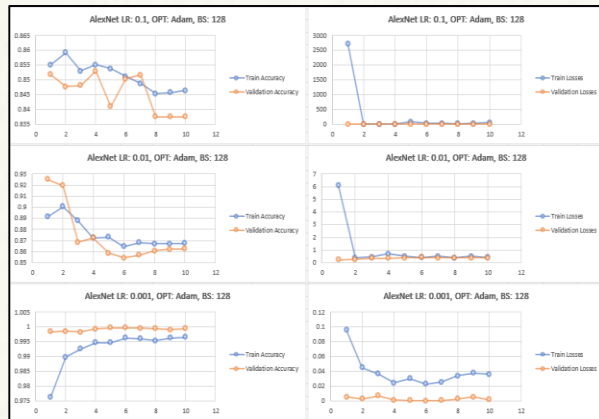 AlexNet LR: 0.1, OPT: Adam, BS: 128
0.865
0.86
0.855
0.85
0.845
0.84
0.835
0 2 4 6 8 10 12
Train Accuracy
Validation Accuracy
AlexNet LR: 0.1, OPT: Adam, BS: 128
3000
2500
2000
1500
1000
500
0
0 2 4 6 8 10 12
Train Losses
Validation Losses
AlexNet LR: 0.01, OPT: Adam, BS: 128
0.93
0.92
0.91
0.9
0.89
0.88
0.87
0.86
0.85
0 2 4 6 8 10 12
Train Accuracy
Validation Accuracy
AlexNet LR: 0.01, OPT: Adam, BS: 128
7
6
5
4
3
2
1
0
0 2 4 6 8 10 12
Train Losses
Validation Losses
AlexNet LR: 0.001, OPT: Adam, BS: 128
1.005
1
0.995
0.99
0.985
0.98
0.975
0 2 4 6 8 10 12
Train Accuracy
Validation Accuracy
AlexNet LR: 0.001, OPT: Adam, BS: 128
0.12
0.1
0.08
0.06
0.04
0.02
0
0 2 4 6 8 10 12
Train Losses
Validation Losses